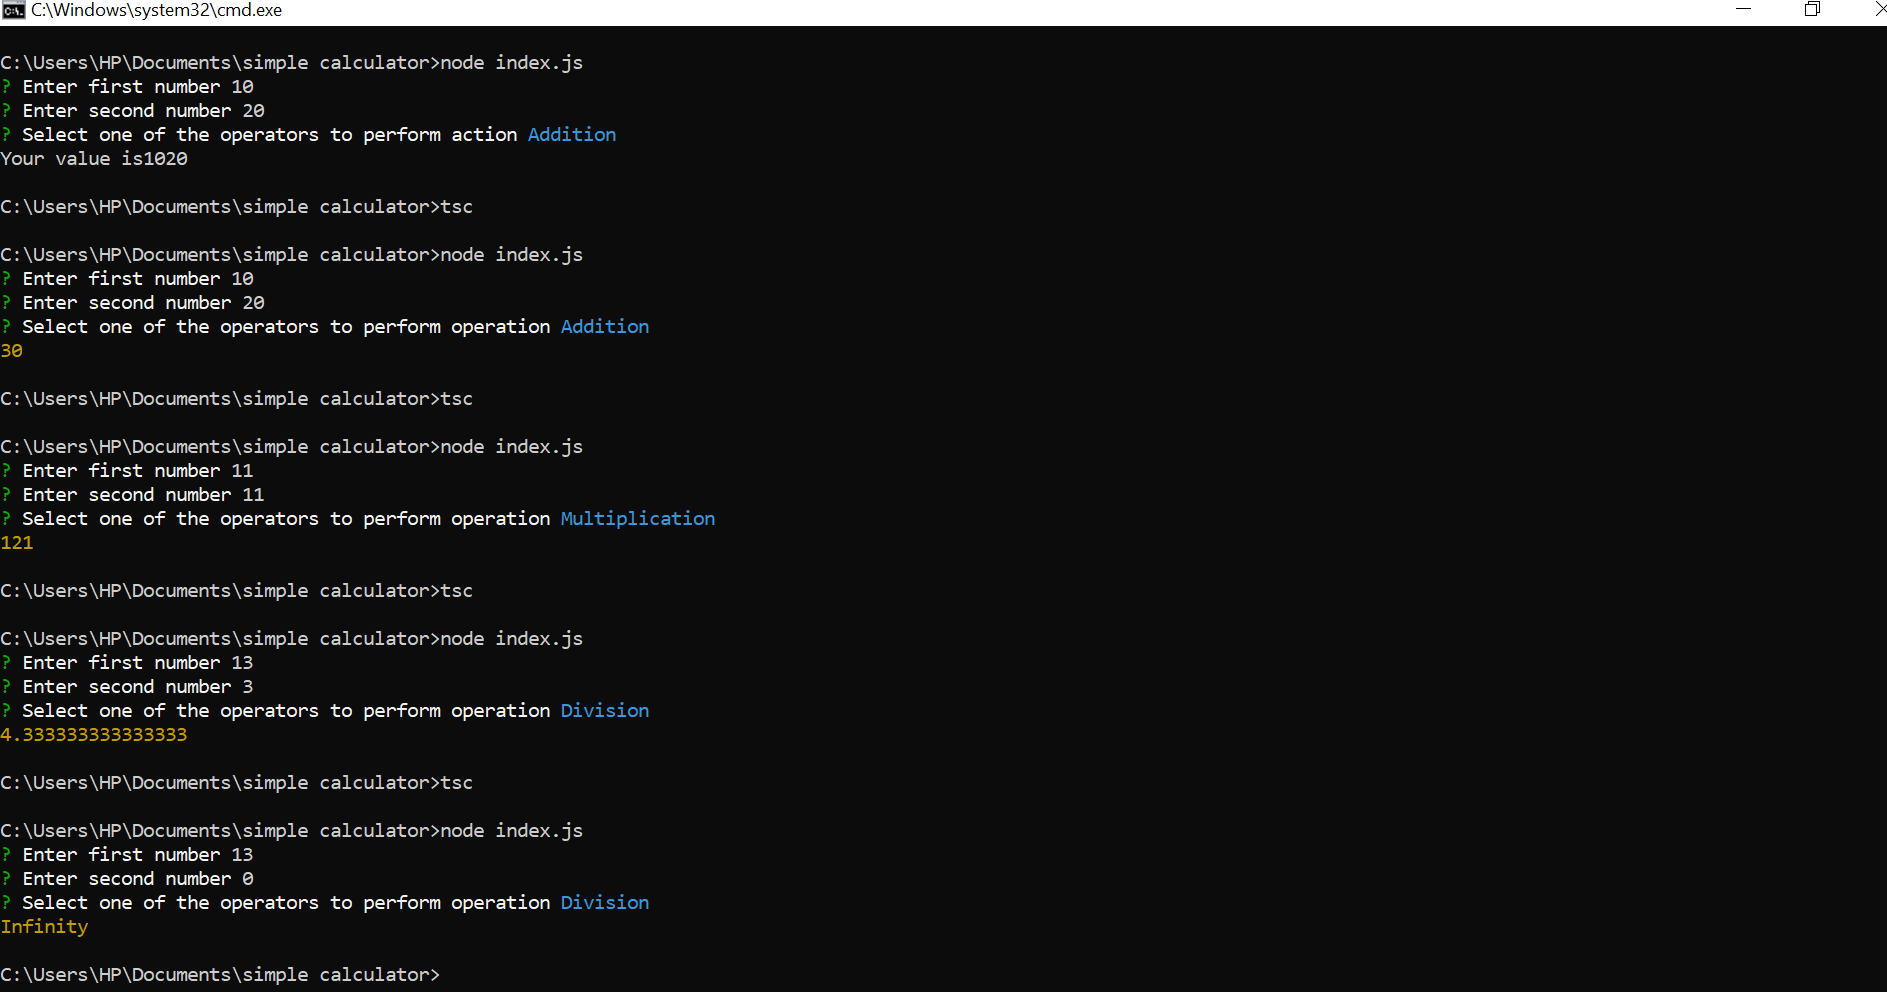 C:\Windows\system32\cmd.exe
C:\Users\HP\Documents\simple calculator>node index.js
? Enter first number 10
? Enter second number 20
? Select one of the operators to perform action Addition
Your value is1020
C:\Users\HP\Documents\simple calculator>tsc
C:\Users\HP\Documents\simple calculator>node index.js
? Enter first number 10
? Enter second number 20
? Select one of the operators to perform operation Addition
30
C:\Users\HP\Documents\simple calculator>tsc
C:\Users\HP\Documents\simple calculator>node index.js
? Enter first number 11
? Enter second number 11
? Select one of the operators to perform operation Multiplication
121
C:\Users\HP\Documents\simple calculator>tsc
C:\Users\HP\Documents\simple calculator>node index.js
? Enter first number 13
? Enter second number 3
? Select one of the operators to perform operation Division
4.333333333333333
C:\Users\HP\Documents\simple calculator>tsc
C:\Users\HP\Documents\simple calculator>node index.js
? Enter first number 13
? Enter second number 0
? Select one of the operators to perform operation Division
Infinity
C:\Users\HP\Documents\simple calculator>